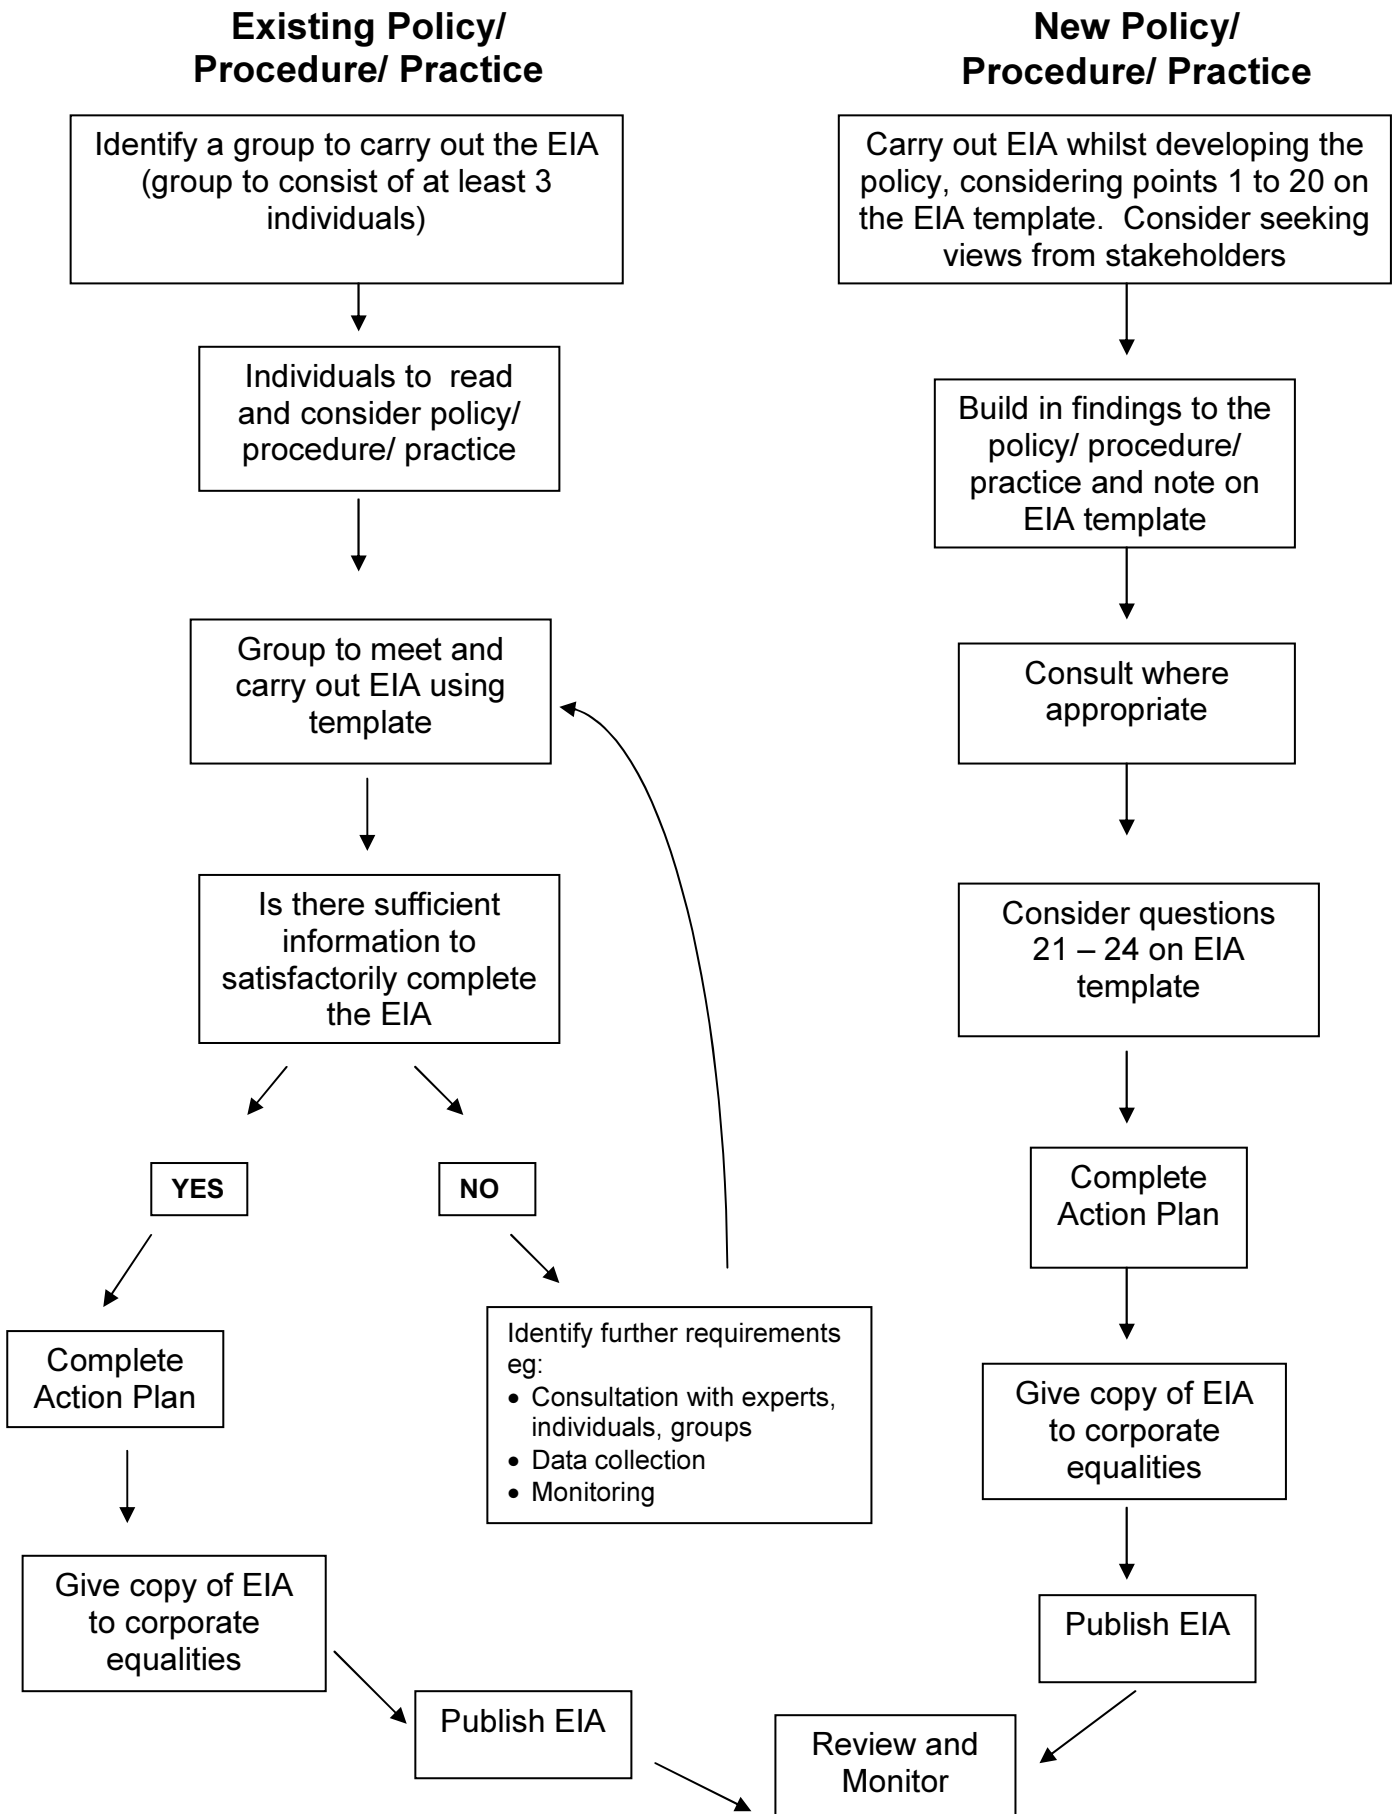 Existing Policy/
Procedure/ Practice
Identify a group to carry out the EIA
(group to consist of at least 3
individuals)
Individuals to read
and consider policy/
procedure/ practice
Group to meet and
carry out EIA using
template
Is there sufficient
information to
satisfactorily complete
the EIA
YES
NO
Complete
Action Plan
Identify further requirements
eg:
• Consultation with experts,
individuals, groups
• Data collection
• Monitoring
Give copy of EIA
to corporate
equalities
Publish EIA
New Policy/
Procedure/ Practice
Carry out EIA whilst developing the
policy, considering points 1 to 20 on
the EIA template. Consider seeking
views from stakeholders
Build in findings to the
policy/ procedure/
practice and note on
EIA template
Consult where
appropriate
Consider questions
21 – 24 on EIA
template
Complete
Action Plan
Give copy of EIA
to corporate
equalities
Publish EIA
Review and
Monitor